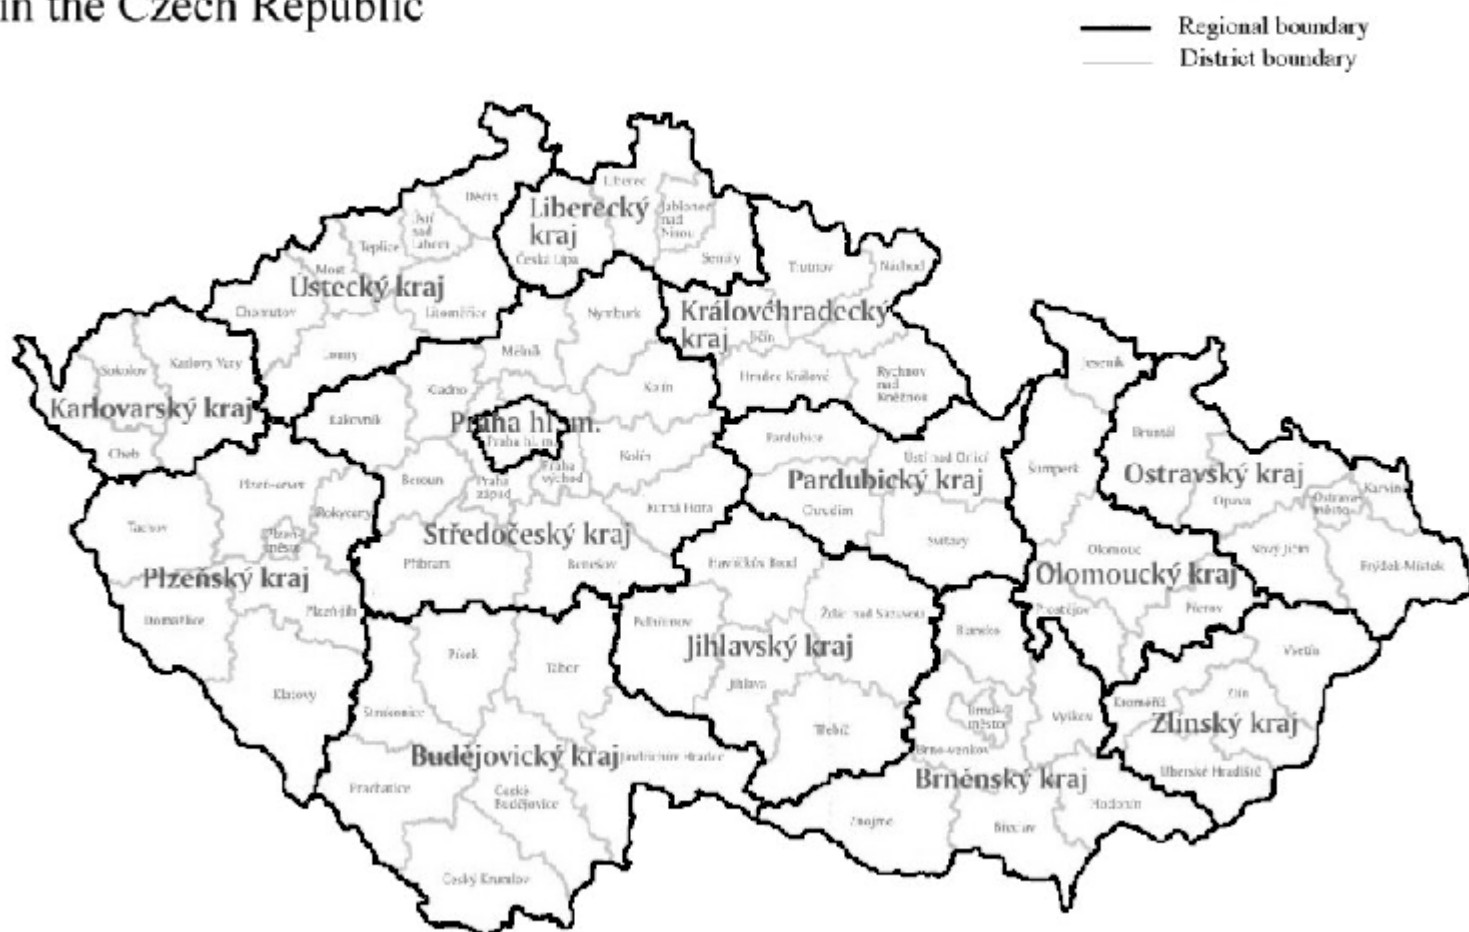 in the Czech Republic
Regional boundary
District boundary
Děčín
Liberec
Liberecký
kraj
Jablonec
nad
Nisou
Ústí
nad
Labem
Teplice
Česká Lípa
Semily
Trutnov
Náchod
Most
Ústecký kraj
Chomutov
Litoměřice
Nymburk
Královéhradecký
kraj
Jičín
Louny
Mělník
Jeseník
Sokolov
Karlovy Vary
Kladno
Hradec Králové
Rychnov
nad
Kněžnou
Karlovarský kraj
Rakovník
Praha hl. m.
Praha hl. m.
Cheb
Kolín
Pardubice
Ústí nad Orlicí
Bruntál
Šumperk
Ostravský kraj
Plzeň-sever
Beroun
Praha
západ
Praha
východ
Pardubický kraj
Karviná
Opava
Ostrava
město
Rokycany
Kutná Hora
Chrudim
Tachov
Plzeň
město
Středočeský kraj
Svitavy
Olomouc
Nový Jičín
Příbram
Benešov
Havlíčkův Brod
Frýdek-Místek
Plzeňský kraj
Olomoucký kraj
Domažlice
Plzeň-jih
Pelhřimov
Žďár nad Sázavou
Prostějov
Přerov
Blansko
Písek
Tábor
Jihlavský kraj
Vsetín
Klatovy
Jihlava
Strakonice
Kroměříž
Zlín
Brno-
město
Vyškov
Zlínský kraj
Třebíč
Budějovický kraj
Jindřichův Hradec
Brno-venkov
Brněnský kraj
Uherské Hradiště
Prachatice
České
Budějovice
Hodonín
Znojmo
Břeclav
Český Krumlov